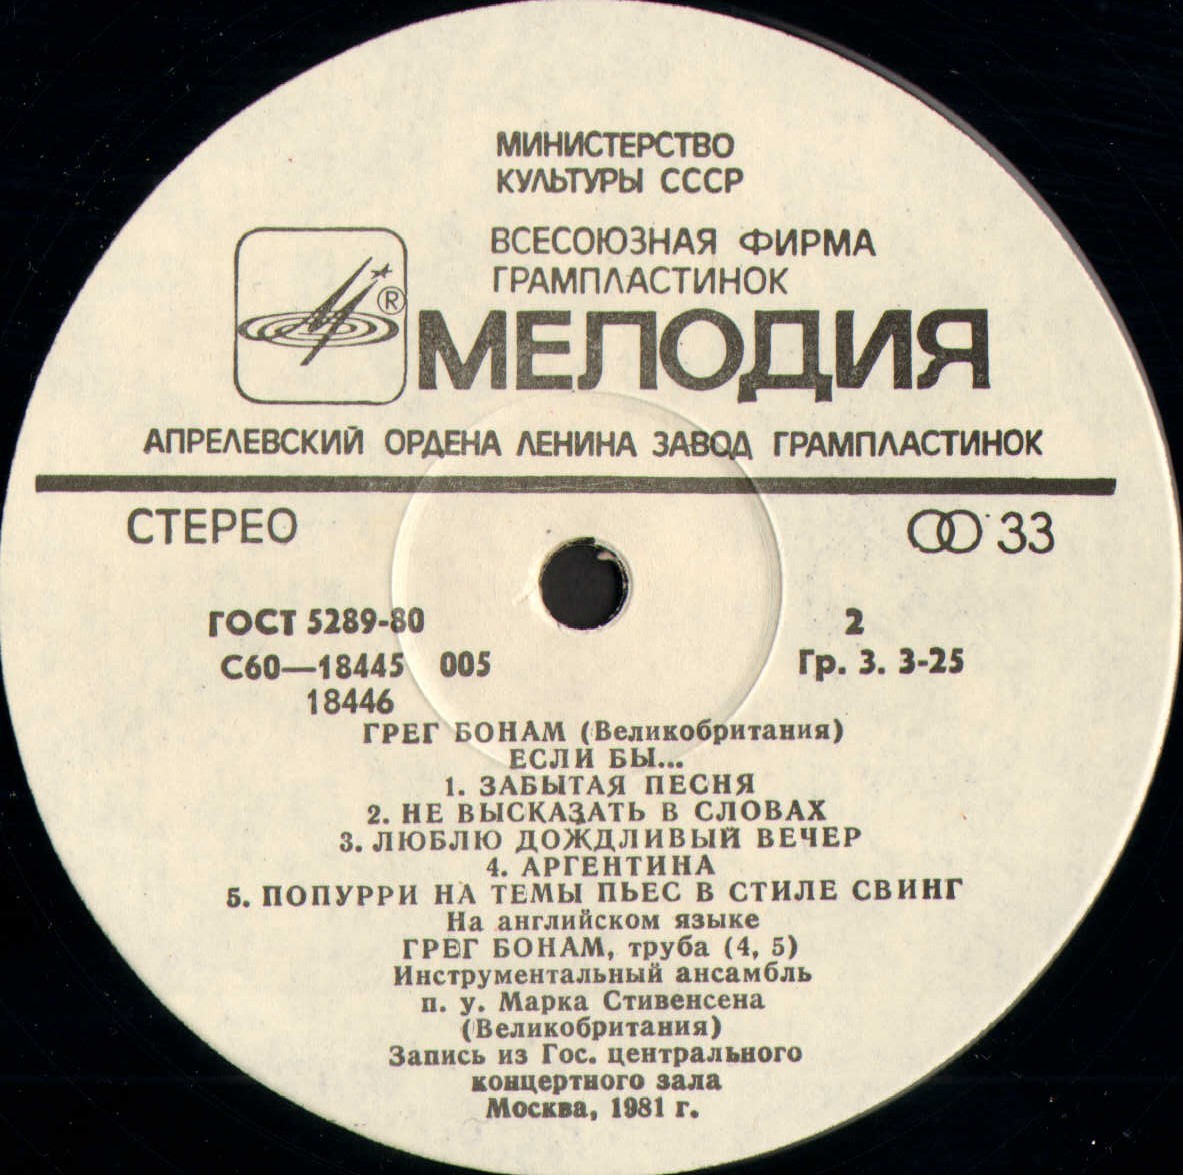 МИНИСТЕРСТВО
КУЛЬТУРЫ СССР
ВСЕСОЮЗНАЯ ФИРМА
ГРАМПЛАСТИНОК
®
МЕЛОДИЯ
АПРЕЛЕВСКИЙ ОРДЕНА ЛЕНИНА ЗАВОД ГРАМПЛАСТИНОК
СТЕРЕО 33
ГОСТ 5289-80 2
С60—18445 005 Гр. 3. 3-25
18446
ГРЕГ БОНАМ (Великобритания)
ЕСЛИ БЫ...
1. ЗАБЫТАЯ ПЕСНЯ
2. НЕ ВЫСКАЗАТЬ В СЛОВАХ
3. ЛЮБЛЮ ДОЖДЛИВЫЙ ВЕЧЕР
4. АРГЕНТИНА
5. ПОПУРРИ НА ТЕМЫ ПЬЕС В СТИЛЕ СВИНГ
На английском языке
ГРЕГ БОНАМ, труба (4, 5)
Инструментальный ансамбль
п. у. Марка Стивенсена
(Великобритания)
Запись из Гос. центрального
концертного зала
Москва, 1981 г.